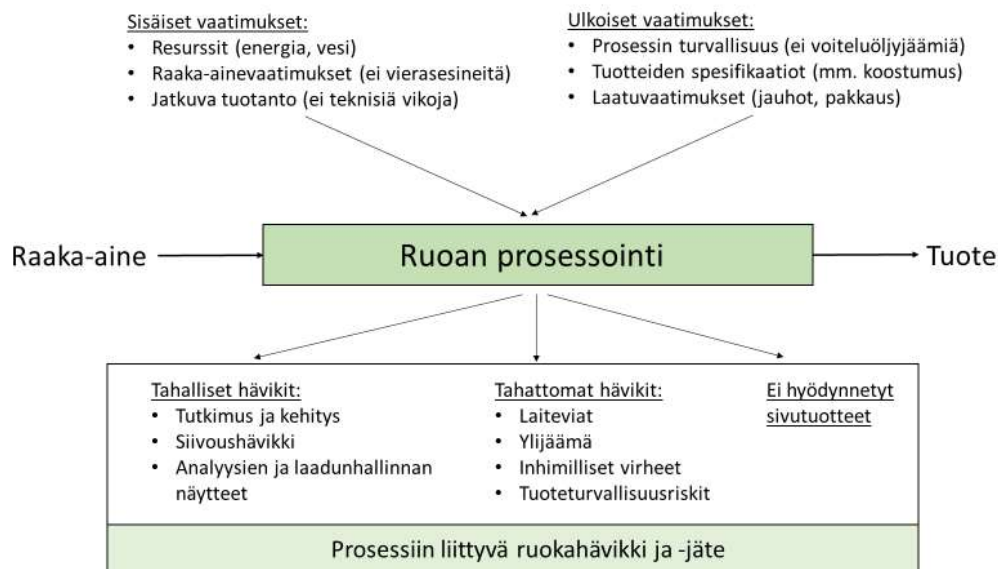 Sisäiset vaatimukset:
• Resurssit (energia, vesi)
• Raaka-ainevaatimukset (ei vierasesineitä)
• Jatkuva tuotanto (ei teknisiä vikoja)
Ulkoiset vaatimukset:
• Prosessin turvallisuus (ei voiteluöljyjäämiä)
• Tuotteiden spesifikaatiot (mm. koostumus)
• Laatuvaatimukset (jauhot, pakkaus)
Raaka-aine
Ruoan prosessointi
Tuote
Tahalliset hävikit:
• Tutkimus ja kehitys
• Siivoushävikki
• Analyysien ja laadunhallinnan
näytteet
Tahattomat hävikit:
• Laiteviat
• Ylijäämä
• Inhimilliset virheet
• Tuoteturvallisuusriskit
Ei hyödynnetyt
sivutuotteet
Prosessiin liittyvä ruokahävikki ja -jäte